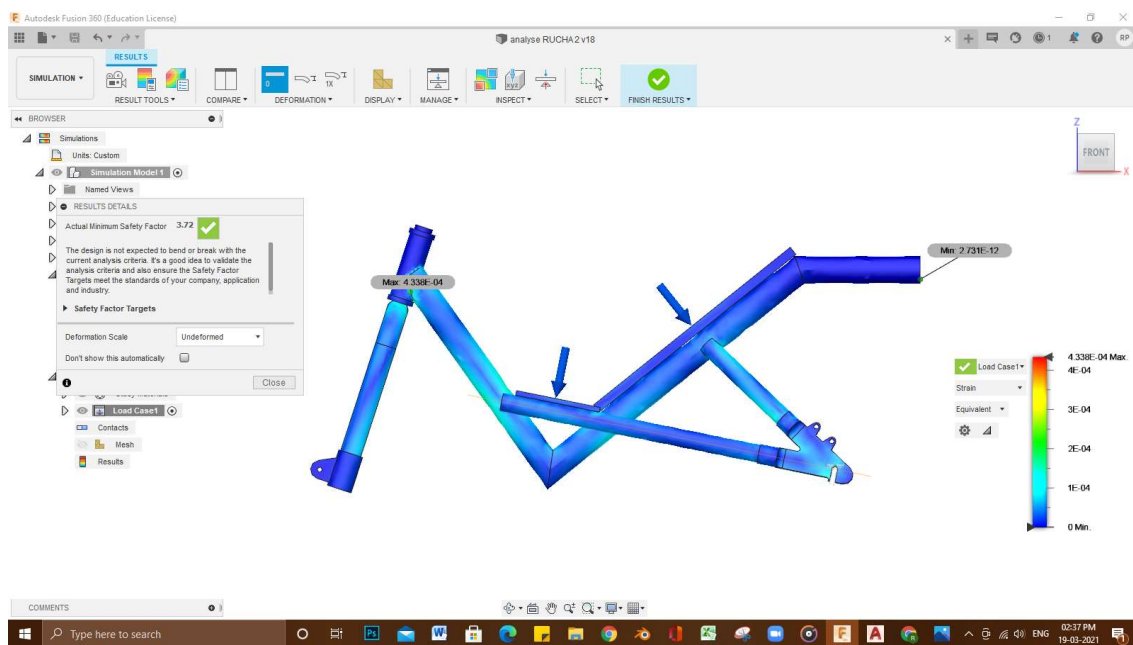 Autodesk Fusion 360 (Education License)
analyse RUCHA2 v18
1
RP
RESULTS
SIMULATION
RESULT TOOLS
COMPARE
DEFORMATION
DISPLAY
MANAGE
INSPECT
SELECT
FINISH RESULTS
BROWSER
Simulations
Units: Custom
Simulation Model 1
Named Views
RESULTS DETAILS
Actual Minimum Safety Factor 3.72
The design is not expected to bend or break with the
current analysis criteria. It's a good idea to validate the
analysis criteria and also ensure the Safety Factor
Targets meet the standards of your company, application
and industry.
Safety Factor Targets
Deformation Scale Undeformed
Don't show this automatically
Close
Load Case1
Contacts
Mesh
Results
Max: 4.338E-04
Min: 2.731E-12
Z
FRONT
X
Load Case1
Strain
Equivalent
4.338E-04 Max.
4E-04
3E-04
2E-04
1E-04
0 Min.
COMMENTS
Type here to search
ENG
02:37 PM
19-03-2021